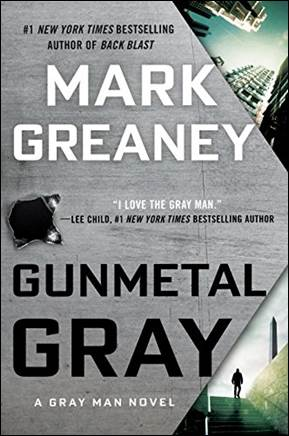 #1 NEW YORK TIMES BESTSELLING
AUTHOR OF BACK BLAST
MARK
GREANEY
"I LOVE THE GRAY MAN."
—LEE CHILD, #1 NEW YORK TIMES BESTSELLING AUTHOR
GUNMETAL
GRAY
A GRAY MAN NOVEL